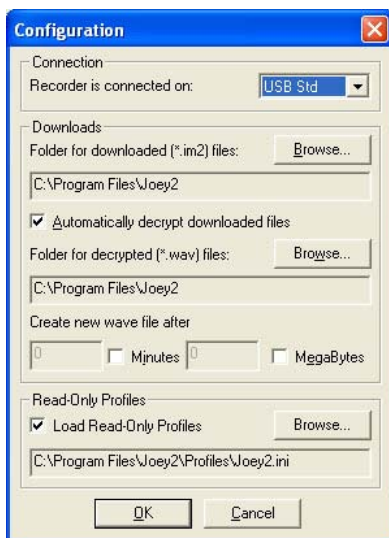 Configuration
Connection
Recorder is connected on: USB Std
Downloads
Folder for downloaded (*.im2) files: Browse...
C:\Program Files\Joey2
Automatically decrypt downloaded files
Folder for decrypted (*.wav) files: Browse...
C:\Program Files\Joey2
Create new wave file after
0 Minutes 0 MegaBytes
Read-Only Profiles
Load Read-Only Profiles Browse...
C:\Program Files\Joey2\Profiles\Joey2.ini
OK Cancel